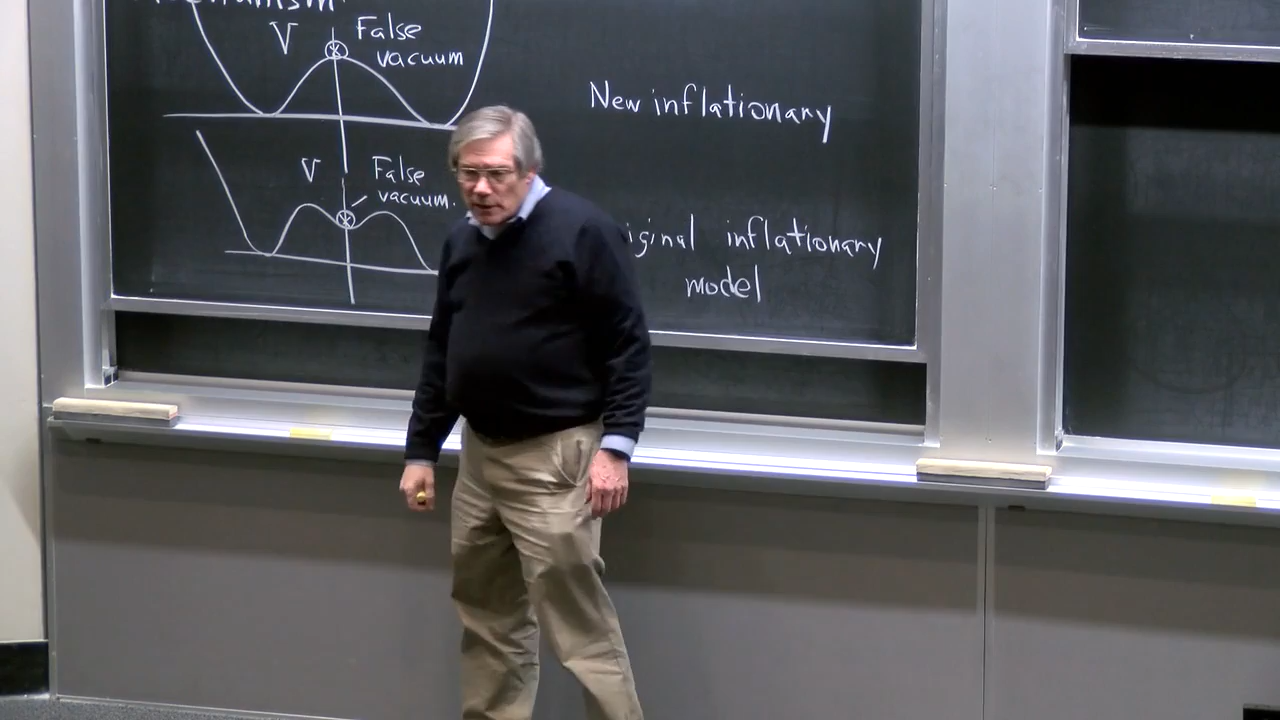 V
False
vacuum
New inflationary
V
False
vacuum.
inflationary
model